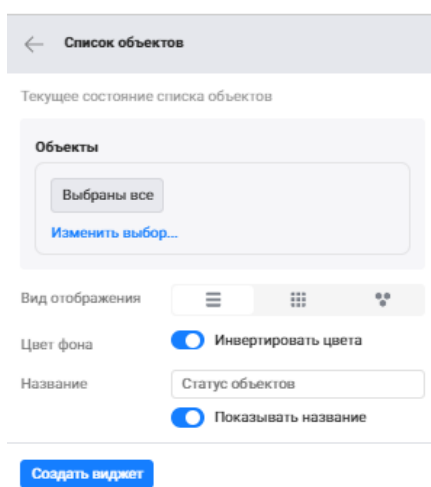 Список объектов
Текущее состояние списка объектов
Объекты
Выбраны все
Изменить выбор...
Вид отображения
Цвет фона
Инвертировать цвета
Название
Статус объектов
Показывать название
Создать виджет